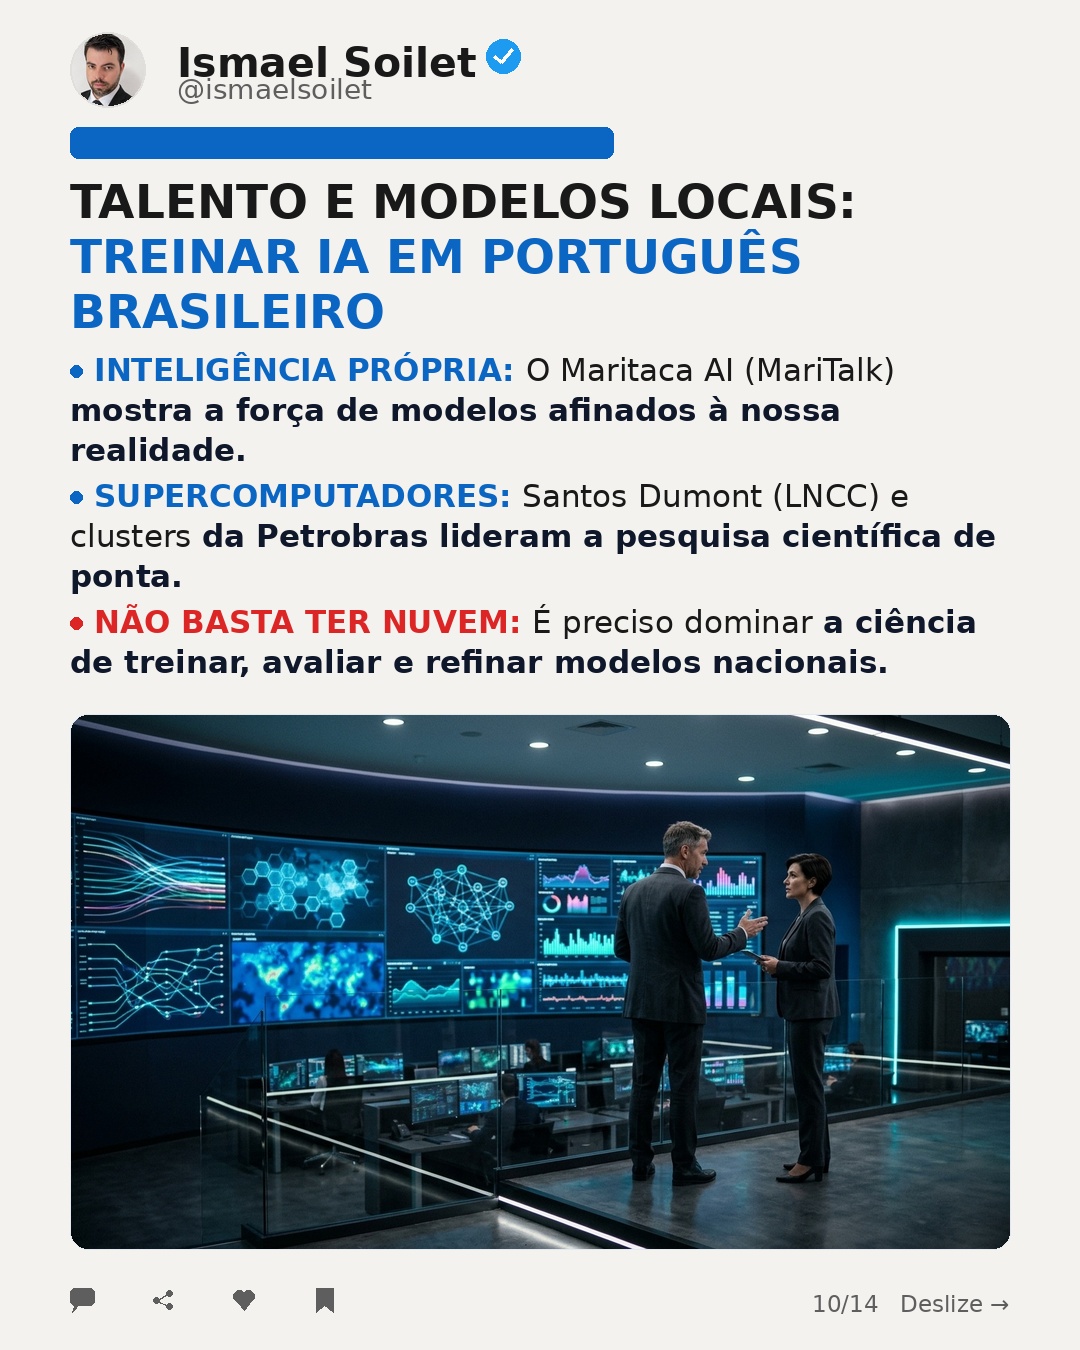 Ismael Soilet
@ismaelsoilet
TALENTO E MODELOS LOCAIS:
TREINAR IA EM PORTUGUÊS
BRASILEIRO
• INTELIGÊNCIA PRÓPRIA: O Maritaca AI (MariTalk)
mostra a força de modelos afinados à nossa
realidade.
• SUPERCOMPUTADORES: Santos Dumont (LNCC) e
clusters da Petrobras lideram a pesquisa científica de
ponta.
• NÃO BASTA TER NUVEM: É preciso dominar a ciência
de treinar, avaliar e refinar modelos nacionais.
10/14 Deslize →